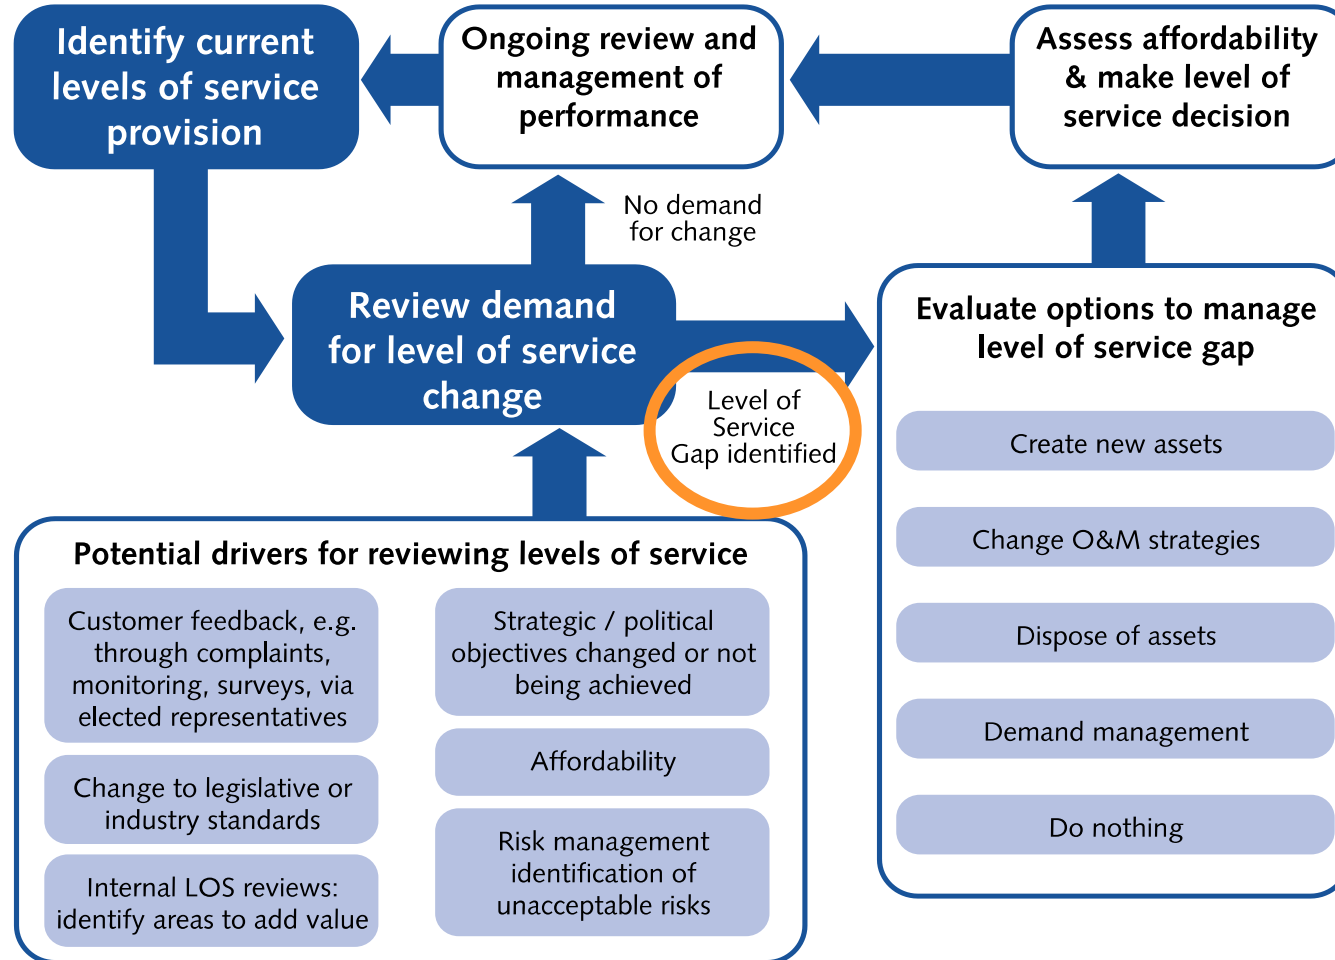 Identify current
levels of service
provision
Ongoing review and
management of
performance
Assess affordability
& make level of
service decision
No demand
for change
Review demand
for level of service
change
Level of
Service
Gap identified
Evaluate options to manage
level of service gap
Create new assets
Change O&M strategies
Dispose of assets
Demand management
Do nothing
Potential drivers for reviewing levels of service
Customer feedback, e.g.
through complaints,
monitoring, surveys, via
elected representatives
Change to legislative or
industry standards
Internal LOS reviews:
identify areas to add value
Strategic / political
objectives changed or not
being achieved
Affordability
Risk management
identification of
unacceptable risks